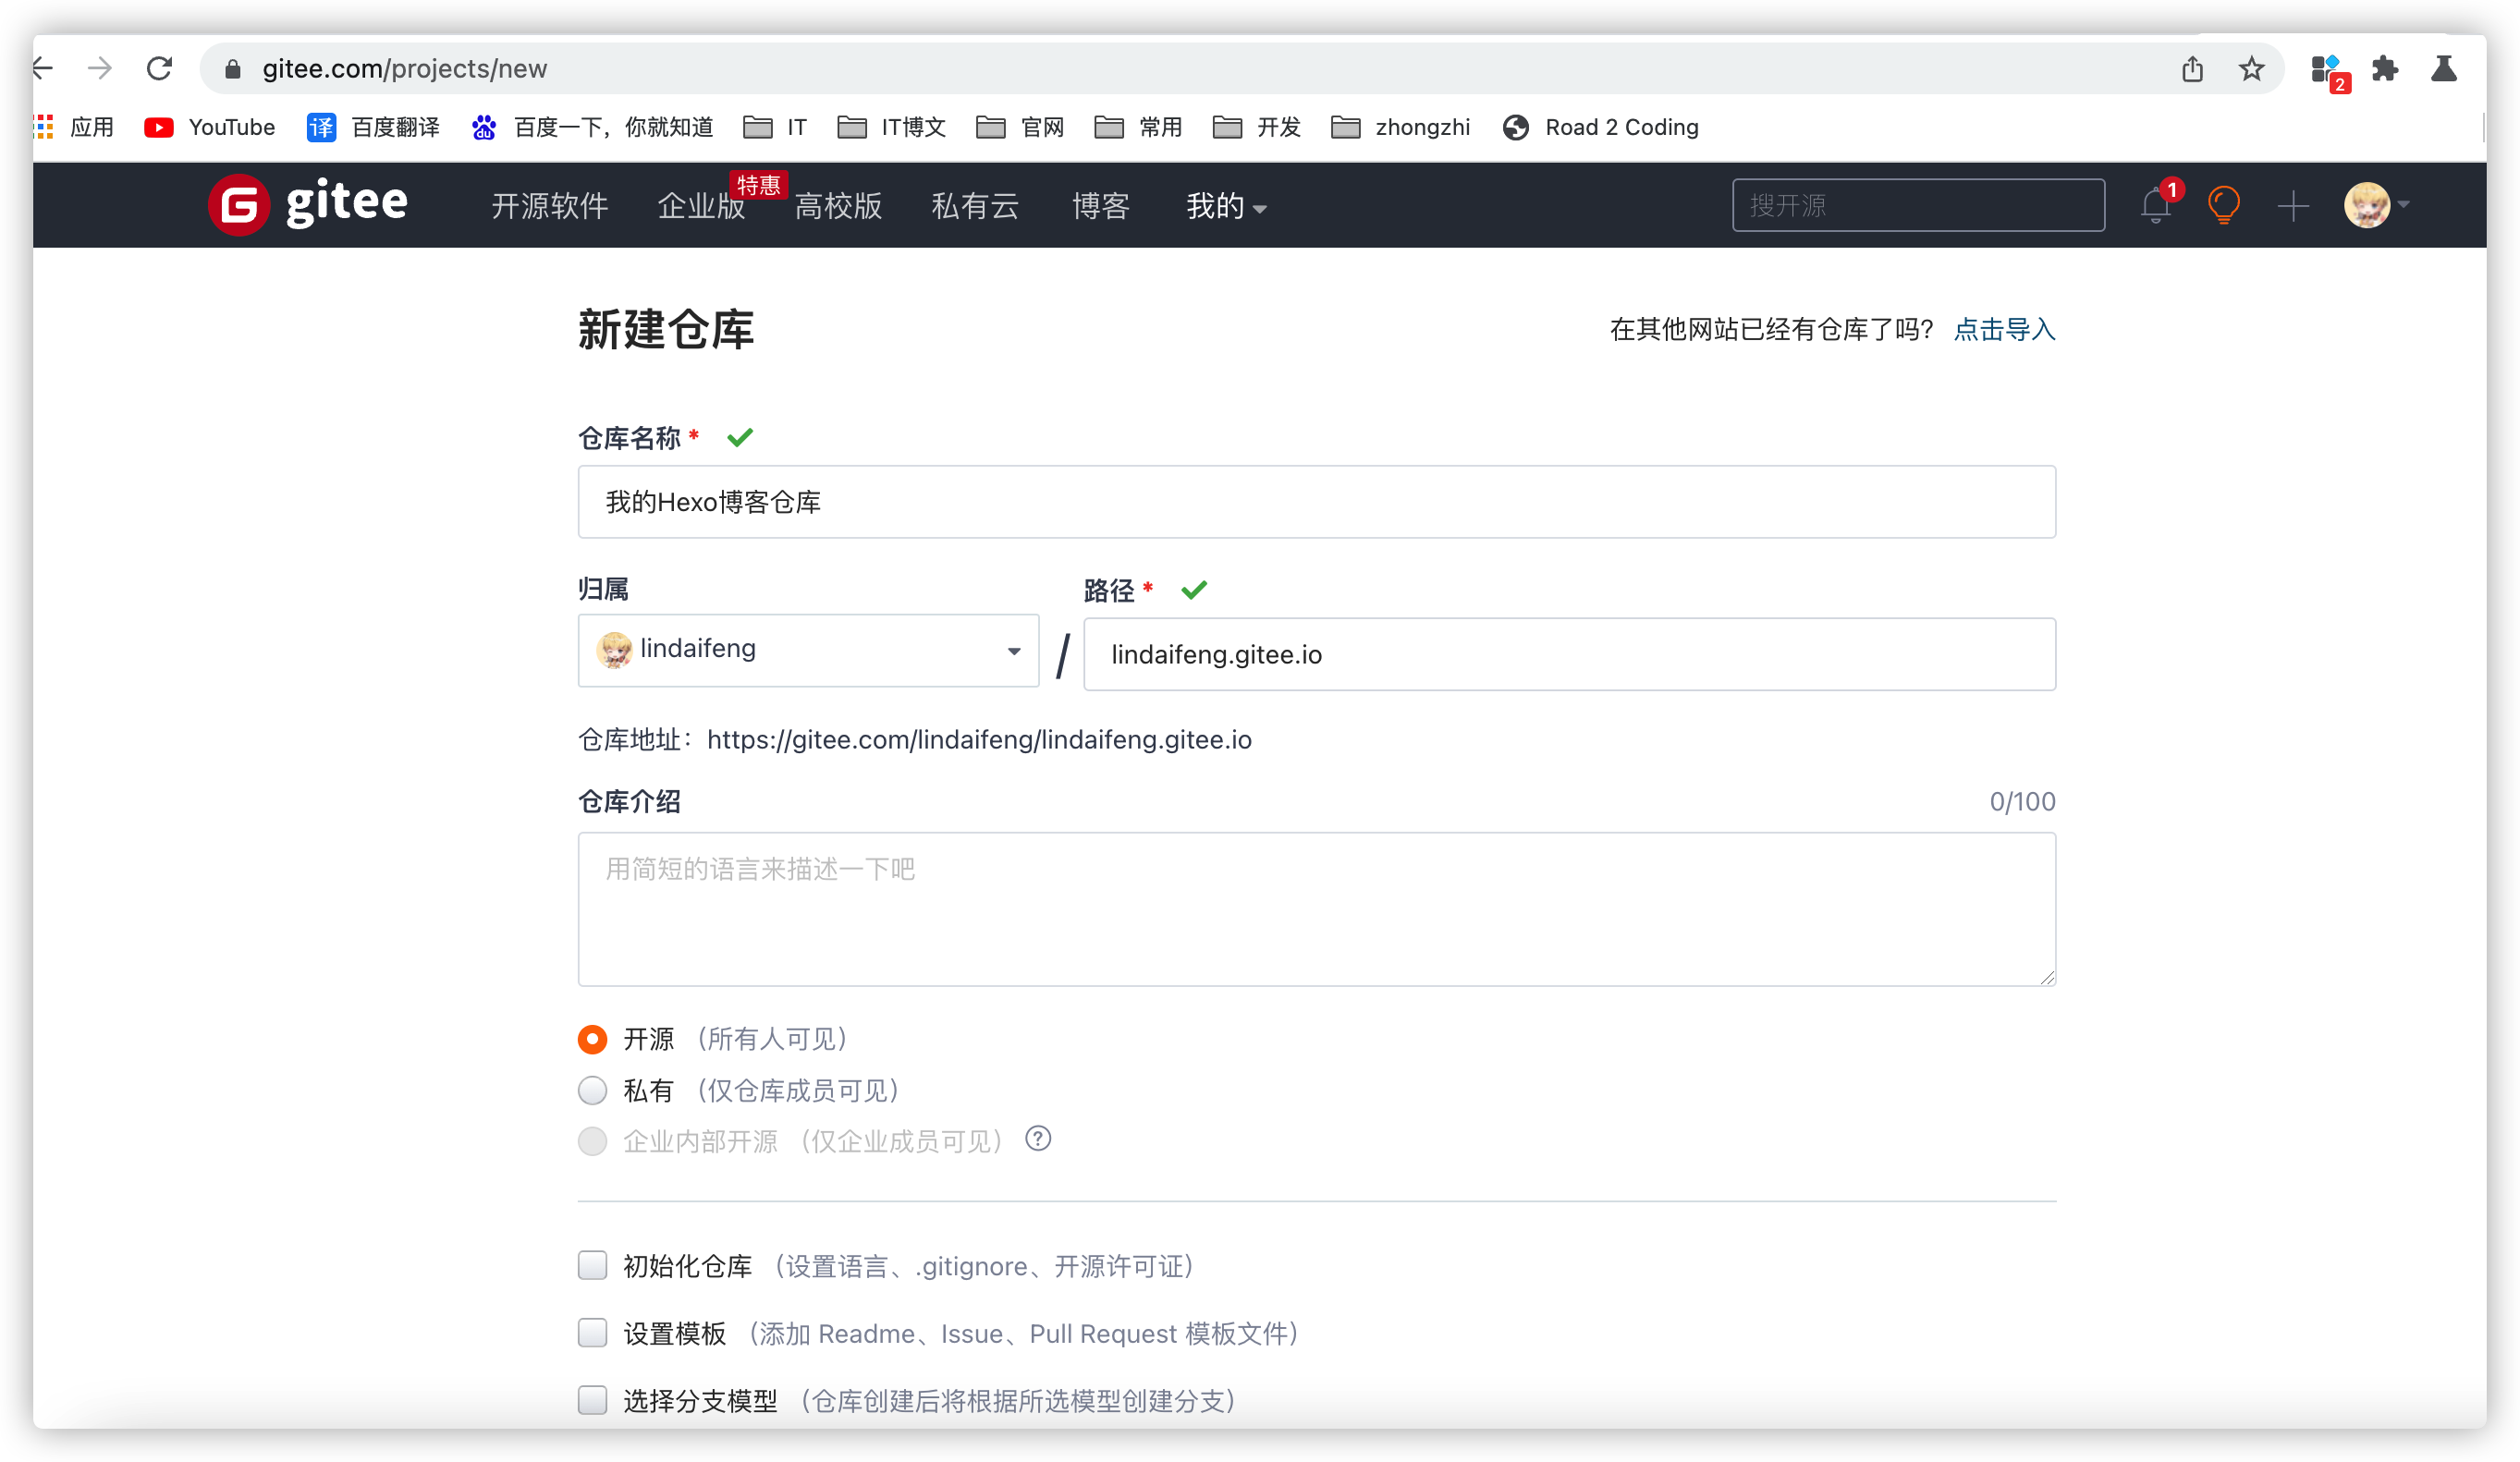 gitee.com/projects/new
2
应用 YouTube 译 百度翻译 du 百度一下，你就知道 IT IT博文 官网 常用 开发 zhongzhi Road 2 Coding
G gitee 开源软件 企业版 特惠 高校版 私有云 博客 我的 搜开源 1
新建仓库 在其他网站已经有仓库了吗？ 点击导入
仓库名称 *
我的Hexo博客仓库
归属 路径 *
lindaifeng / lindaifeng.gitee.io
仓库地址：https://gitee.com/lindaifeng/lindaifeng.gitee.io
仓库介绍 0/100
用简短的语言来描述一下吧
开源 （所有人可见）
私有 （仅仓库成员可见）
企业内部开源 （仅企业成员可见） ?
初始化仓库 （设置语言、.gitignore、开源许可证）
设置模板 （添加 Readme、Issue、Pull Request 模板文件）
选择分支模型 （仓库创建后将根据所选模型创建分支）